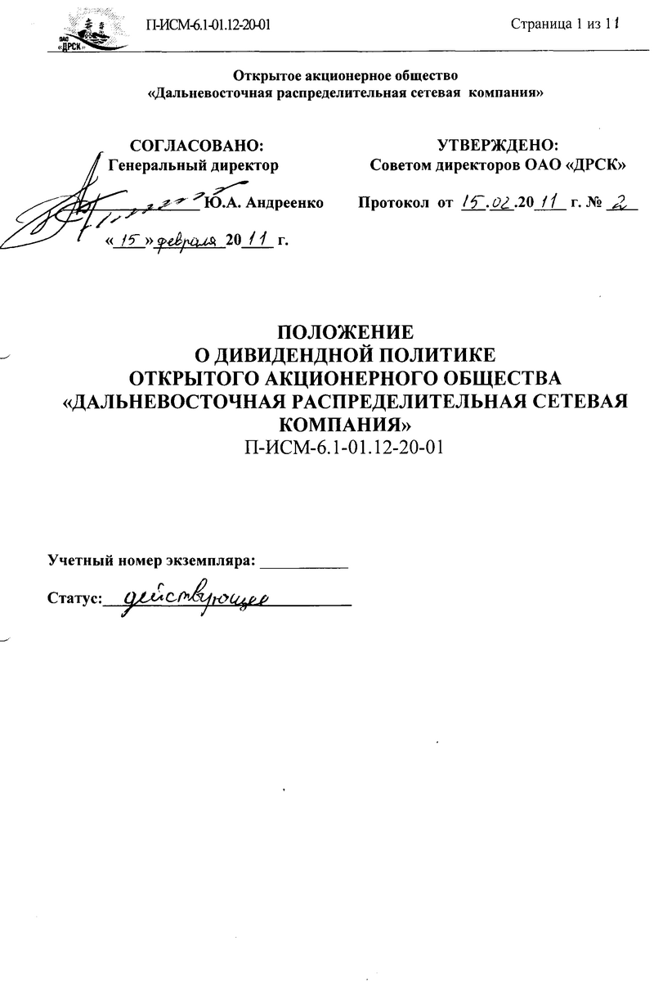 П-ИСМ-6.1-01.12-20-01 Страница 1 из 11
ОАО
«ДРСК»
Открытое акционерное общество
«Дальневосточная распределительная сетевая компания»
СОГЛАСОВАНО: УТВЕРЖДЕНО:
Генеральный директор Советом директоров ОАО «ДРСК»
Ю.А. Андреенко Протокол от 15.02.2011 г. № 2
«15» февраля 2011 г.
ПОЛОЖЕНИЕ
О ДИВИДЕНДНОЙ ПОЛИТИКЕ
ОТКРЫТОГО АКЦИОНЕРНОГО ОБЩЕСТВА
«ДАЛЬНЕВОСТОЧНАЯ РАСПРЕДЕЛИТЕЛЬНАЯ СЕТЕВАЯ
КОМПАНИЯ»
П-ИСМ-6.1-01.12-20-01
Учетный номер экземпляра:
Статус: действующее